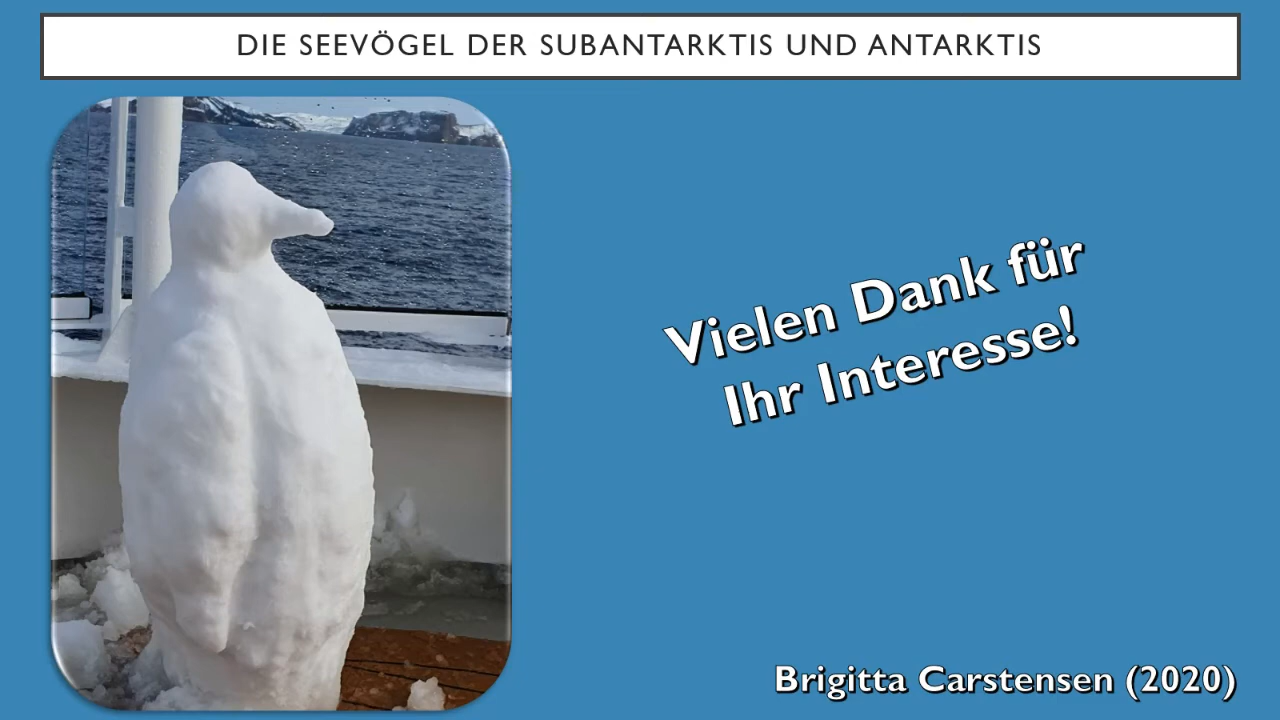 DIE SEEVÖGEL DER SUBANTARKTIS UND ANTARKTIS
Vielen Dank für
Ihr Interesse!
Brigitta Carstensen (2020)